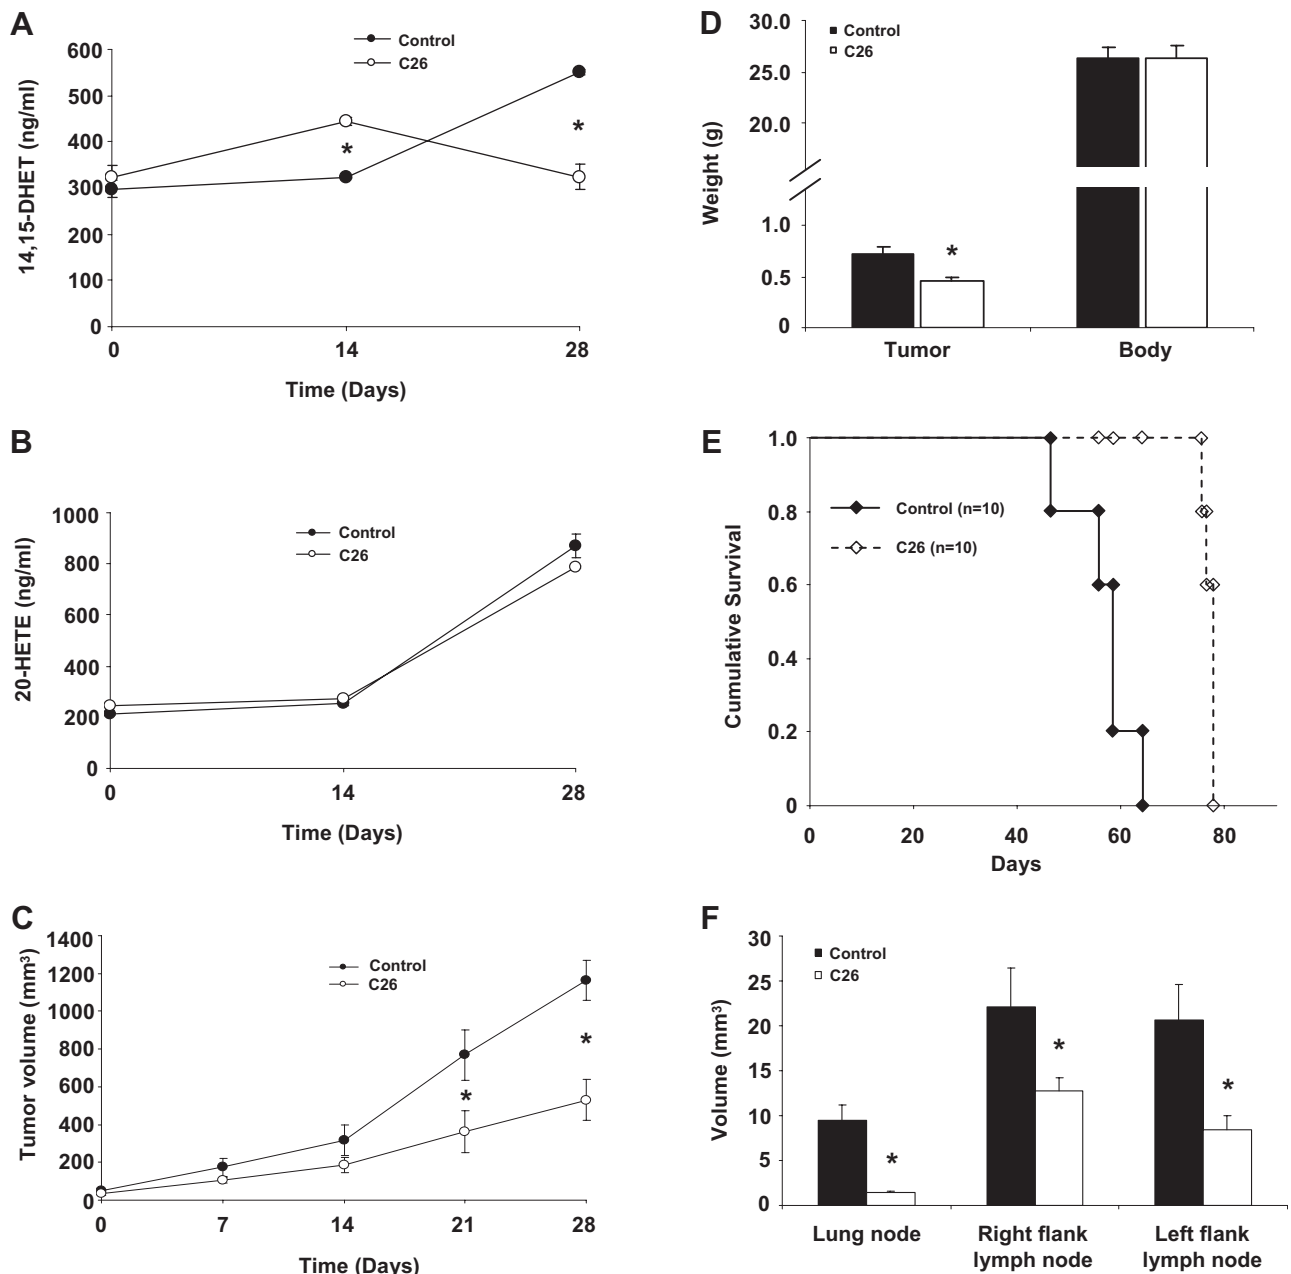 A
Control
C26
14,15-DHET (ng/ml)
600
500
400
300
200
100
0
*
*
0 14 28
Time (Days)
B
Control
C26
20-HETE (ng/ml)
1000
800
600
400
200
0
0 14 28
Time (Days)
C
Control
C26
Tumor volume (mm³)
1400
1200
1000
800
600
400
200
0
*
*
0 7 14 21 28
Time (Days)
D
Control
C26
Weight (g)
30.0
25.0
20.0
1.0
0.5
0
*
Tumor Body
E
Control (n=10)
C26 (n=10)
Cumulative Survival
1.0
0.8
0.6
0.4
0.2
0
0 20 40 60 80
Days
F
Control
C26
Volume (mm³)
30
25
20
15
10
5
0
*
*
*
Lung node
Right flank
lymph node
Left flank
lymph node